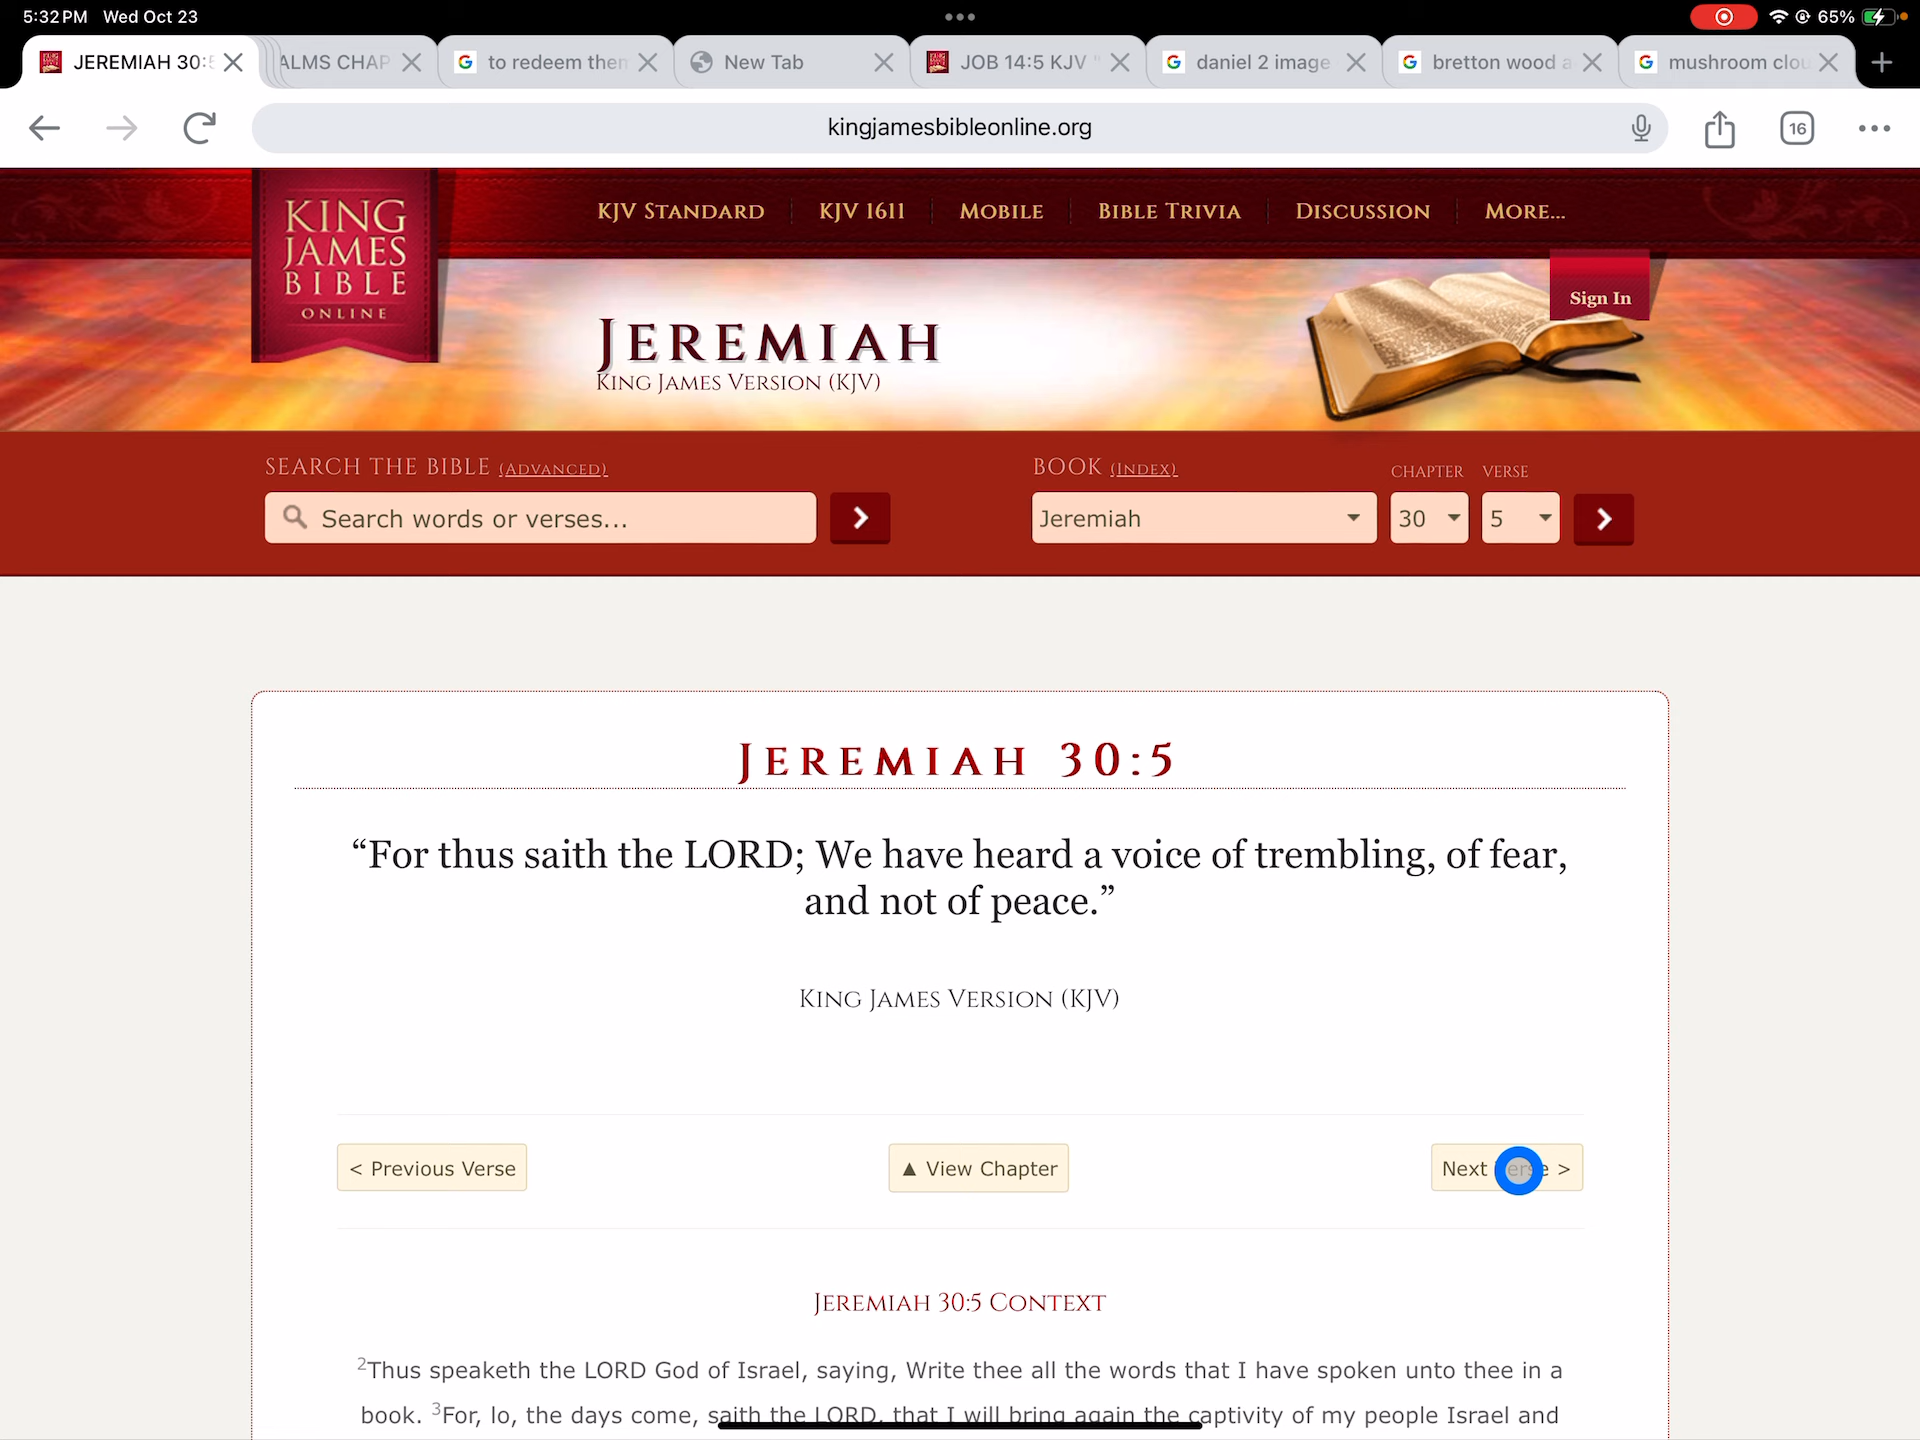 5:32 PM Wed Oct 23
65%
JEREMIAH 30:5
ALMS CHAP
to redeem them
New Tab
JOB 14:5 KJV "
daniel 2 image
bretton wood a
mushroom clou
kingjamesbibleonline.org
16
KING
JAMES
BIBLE
ONLINE
KJV STANDARD
KJV 1611
MOBILE
BIBLE TRIVIA
DISCUSSION
MORE...
Sign In
JEREMIAH
KING JAMES VERSION (KJV)
SEARCH THE BIBLE (ADVANCED)
BOOK (INDEX)
CHAPTER
VERSE
Search words or verses...
Jeremiah
30
5
JEREMIAH 30:5
“For thus saith the LORD; We have heard a voice of trembling, of fear,
and not of peace.”
KING JAMES VERSION (KJV)
< Previous Verse
▲ View Chapter
Next Verse >
JEREMIAH 30:5 CONTEXT
2Thus speaketh the LORD God of Israel, saying, Write thee all the words that I have spoken unto thee in a
book. 3For, lo, the days come, saith the LORD, that I will bring again the captivity of my people Israel and